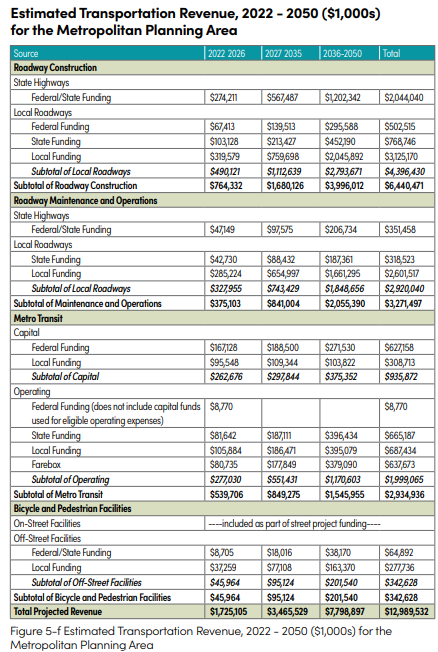 Estimated Transportation Revenue, 2022 - 2050 ($1,000s)
for the Metropolitan Planning Area
Source 2022 2026 2027 2035 2036-2050 Total
Roadway Construction
State Highways
Federal/State Funding $274,211 $567,487 $1,202,342 $2,044,040
Local Roadways
Federal Funding $67,413 $139,513 $295,588 $502,515
State Funding $103,128 $213,427 $452,190 $768,746
Local Funding $319,579 $759,698 $2,045,892 $3,125,170
Subtotal of Local Roadways $490,121 $1,112,639 $2,793,671 $4,396,430
Subtotal of Roadway Construction $764,332 $1,680,126 $3,996,012 $6,440,471
Roadway Maintenance and Operations
State Highways
Federal/State Funding $47,149 $97,575 $206,734 $351,458
Local Roadways
State Funding $42,730 $88,432 $187,361 $318,523
Local Funding $285,224 $654,997 $1,661,295 $2,601,517
Subtotal of Local Roadways $327,955 $743,429 $1,848,656 $2,920,040
Subtotal of Maintenance and Operations $375,103 $841,004 $2,055,390 $3,271,497
Metro Transit
Capital
Federal Funding $167,128 $188,500 $271,530 $627,158
Local Funding $95,548 $109,344 $103,822 $308,713
Subtotal of Capital $262,676 $297,844 $375,352 $935,872
Operating
Federal Funding (does not include capital funds $8,770 $8,770
used for eligible operating expenses)
State Funding $81,642 $187,111 $396,434 $665,187
Local Funding $105,884 $186,471 $395,079 $687,434
Farebox $80,735 $177,849 $379,090 $637,673
Subtotal of Operating $277,030 $551,431 $1,170,603 $1,999,065
Subtotal of Metro Transit $539,706 $849,275 $1,545,955 $2,934,936
Bicycle and Pedestrian Facilities
On-Street Facilities ----included as part of street project funding----
Off-Street Facilities
Federal/State Funding $8,705 $18,016 $38,170 $64,892
Local Funding $37,259 $77,108 $163,370 $277,736
Subtotal of Off-Street Facilities $45,964 $95,124 $201,540 $342,628
Subtotal of Bicycle and Pedestrian Facilities $45,964 $95,124 $201,540 $342,628
Total Projected Revenue $1,725,105 $3,465,529 $7,798,897 $12,989,532
Figure 5-f Estimated Transportation Revenue, 2022 - 2050 ($1,000s) for the
Metropolitan Planning Area